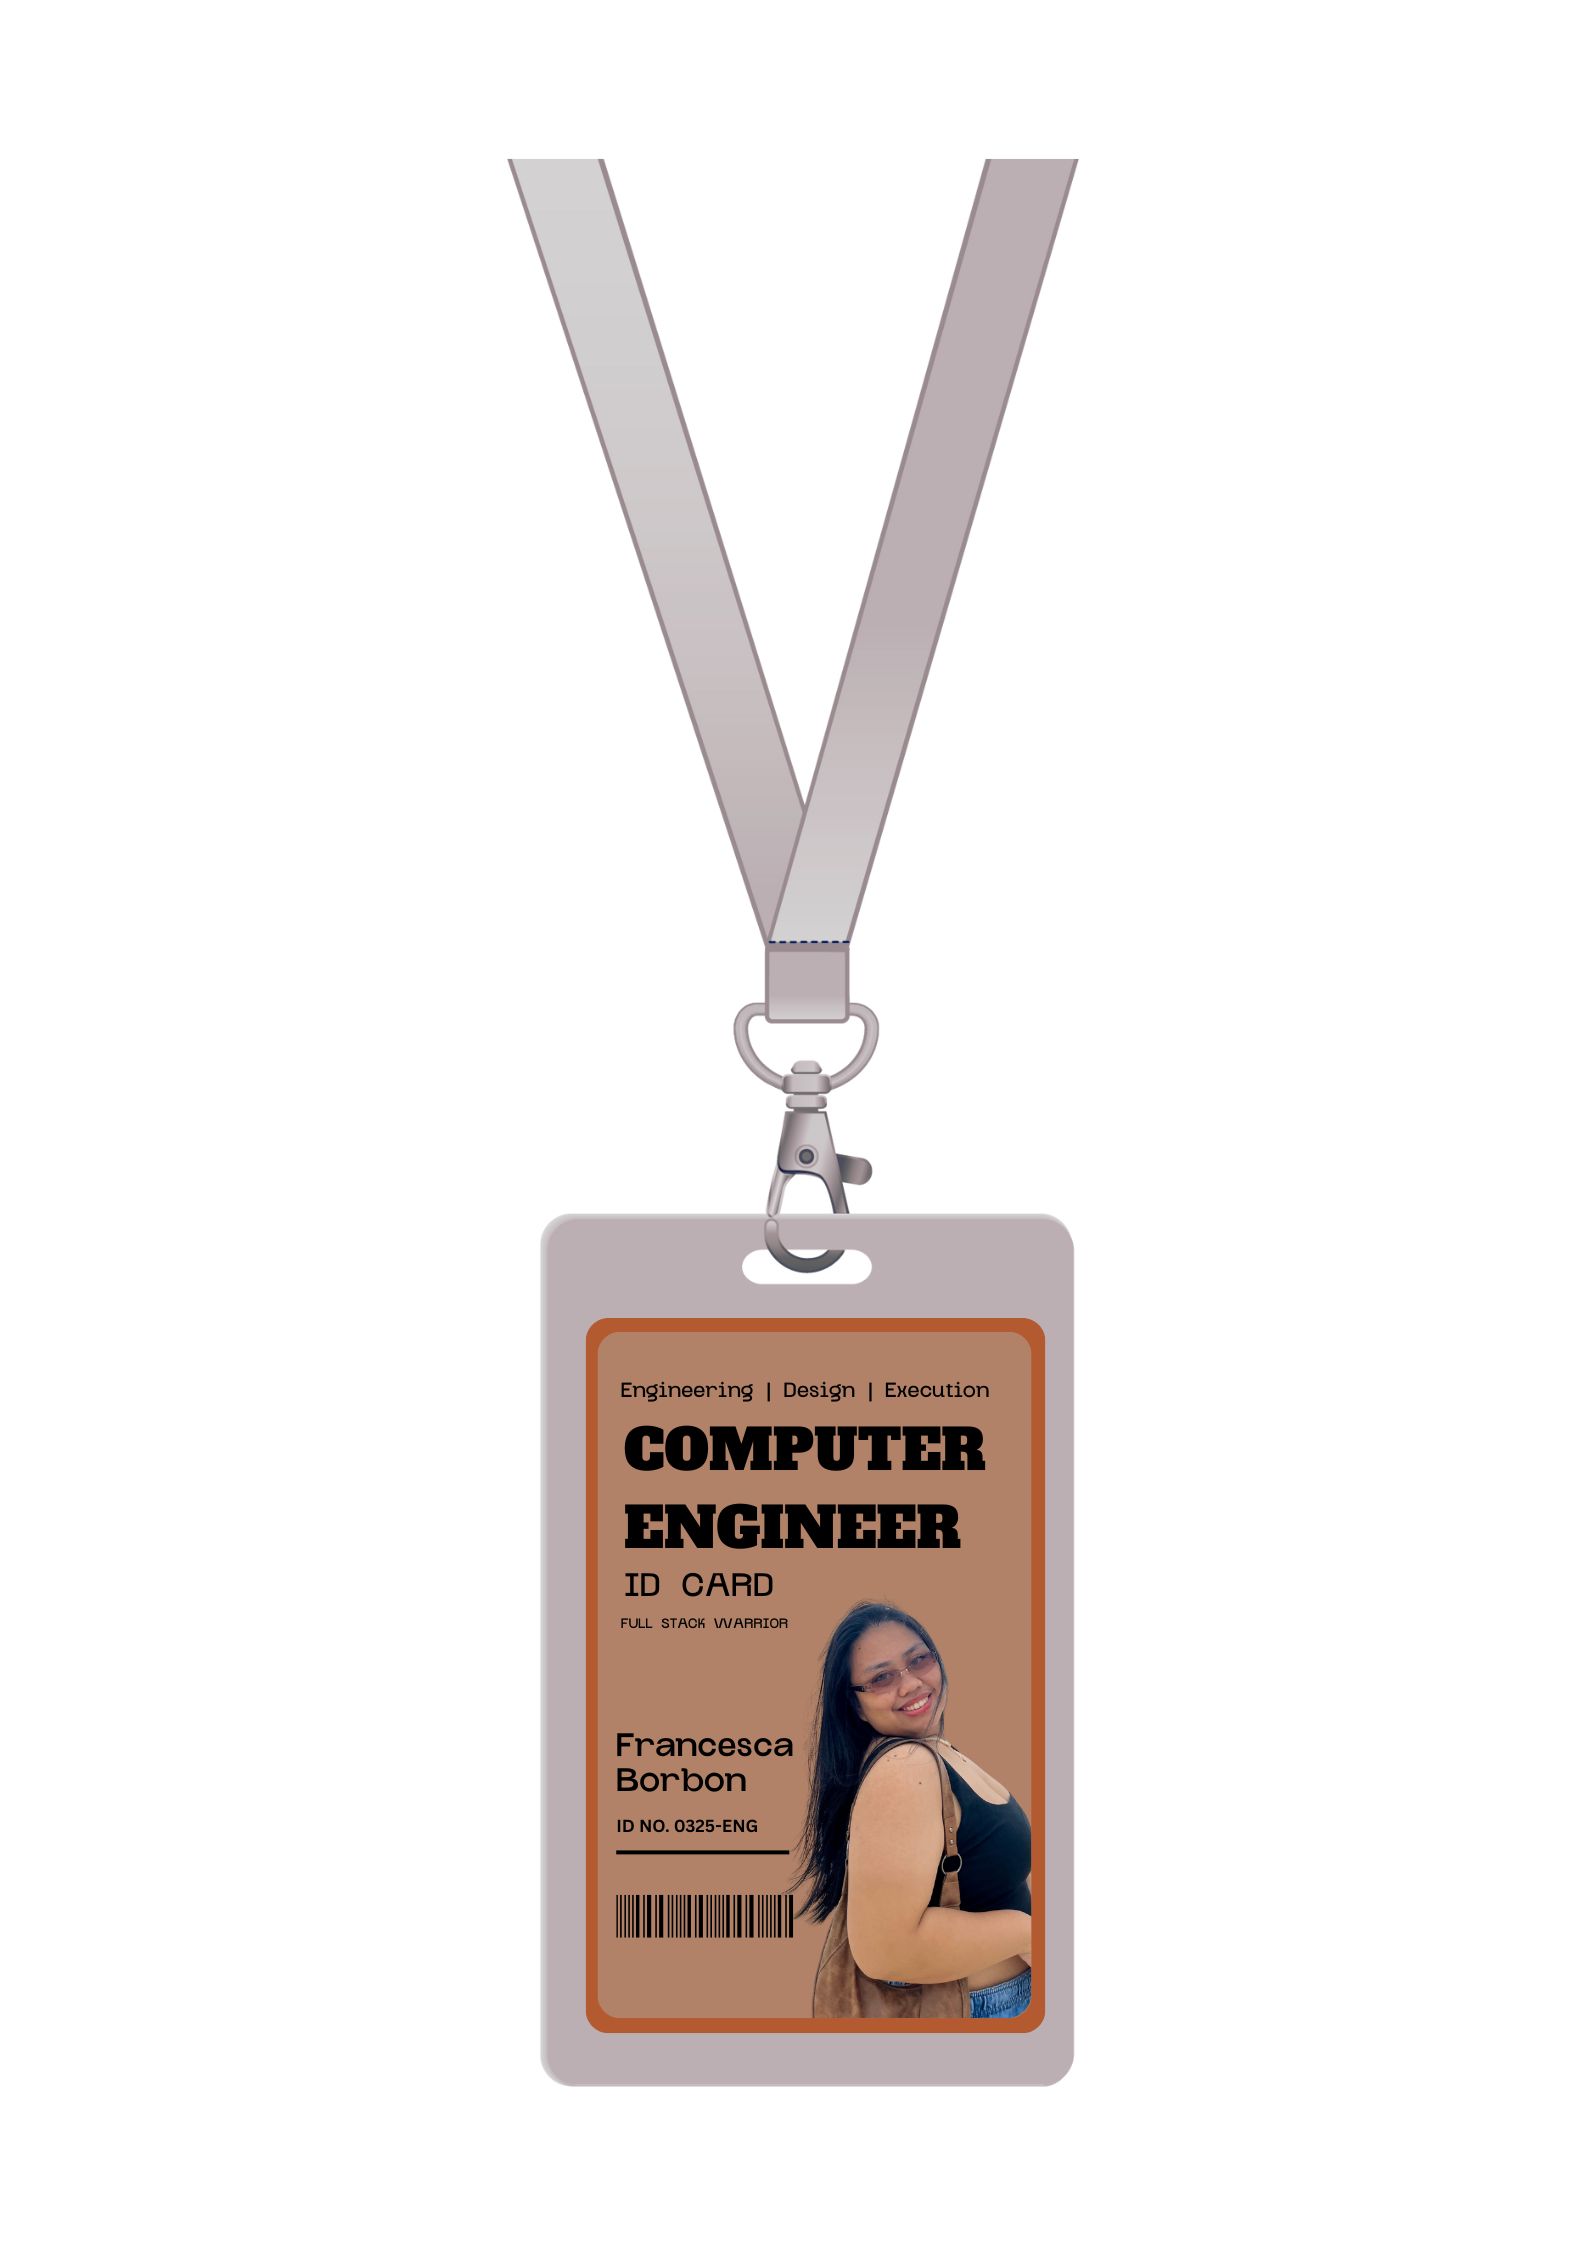 Engineering | Design | Execution
COMPUTER
ENGINEER
ID CARD
FULL STACK WARRIOR
Francesca
Borbon
ID NO. 0325-ENG